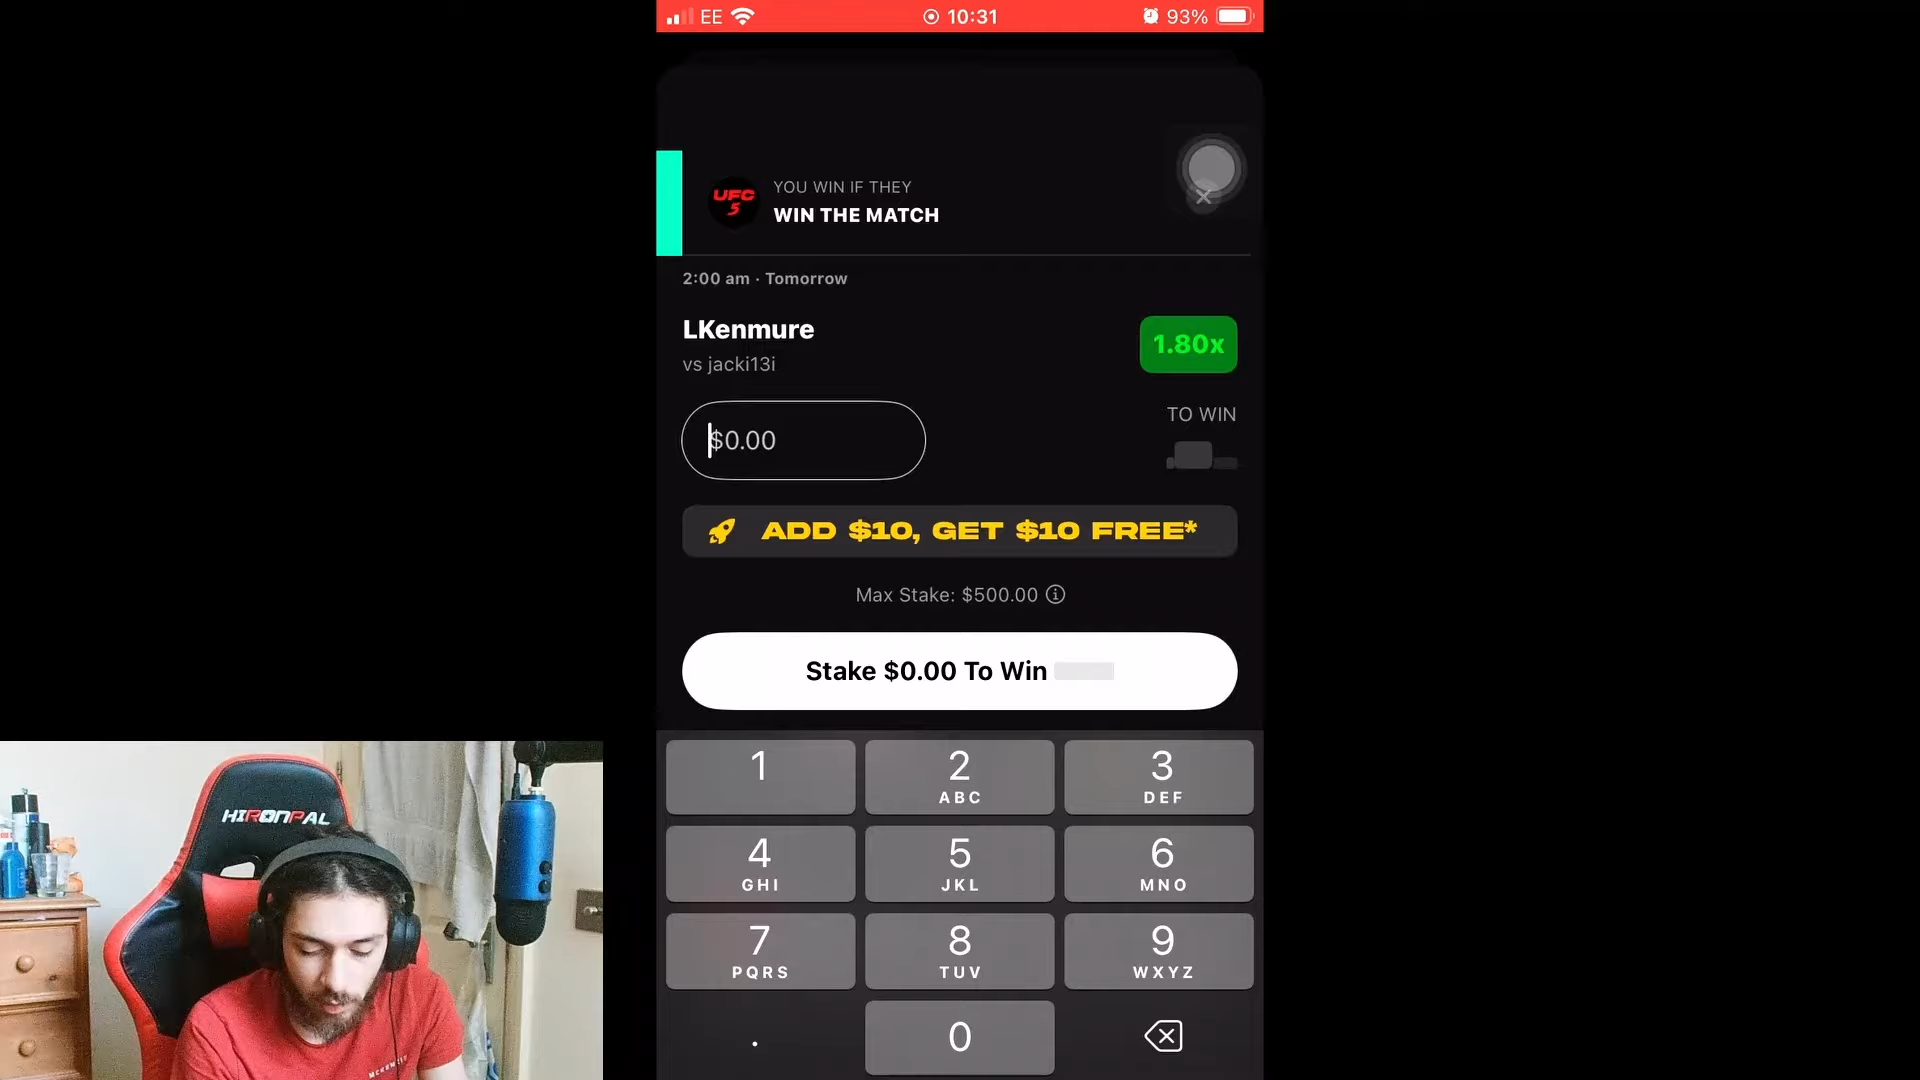 EE 10:31 93%
UFC
5
YOU WIN IF THEY
WIN THE MATCH
2:00 am · Tomorrow
LKenmure
1.80x
vs jacki13i
$0.00
TO WIN
ADD $10, GET $10 FREE*
Max Stake: $500.00
Stake $0.00 To Win
1
2
ABC
3
DEF
4
GHI
5
JKL
6
MNO
7
PQRS
8
TUV
9
WXYZ
.
0
HIRONPAL